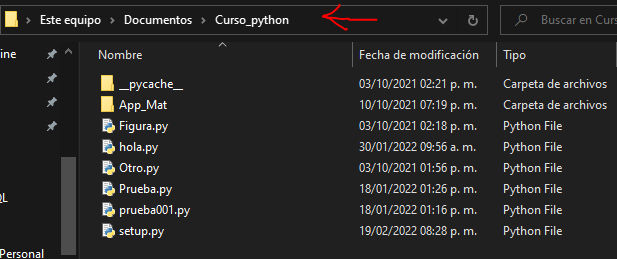 Este equipo > Documentos > Curso_python Buscar en Curs
Nombre Fecha de modificación Tipo
ine
__pycache__ 03/10/2021 02:21 p. m. Carpeta de archivos
App_Mat 10/10/2021 07:19 p. m. Carpeta de archivos
Figura.py 03/10/2021 02:18 p. m. Python File
hola.py 30/01/2022 09:56 a. m. Python File
Otro.py 03/10/2021 01:56 p. m. Python File
Prueba.py 18/01/2022 01:26 p. m. Python File
QL
prueba001.py 18/01/2022 01:16 p. m. Python File
setup.py 19/02/2022 08:28 p. m. Python File
Personal